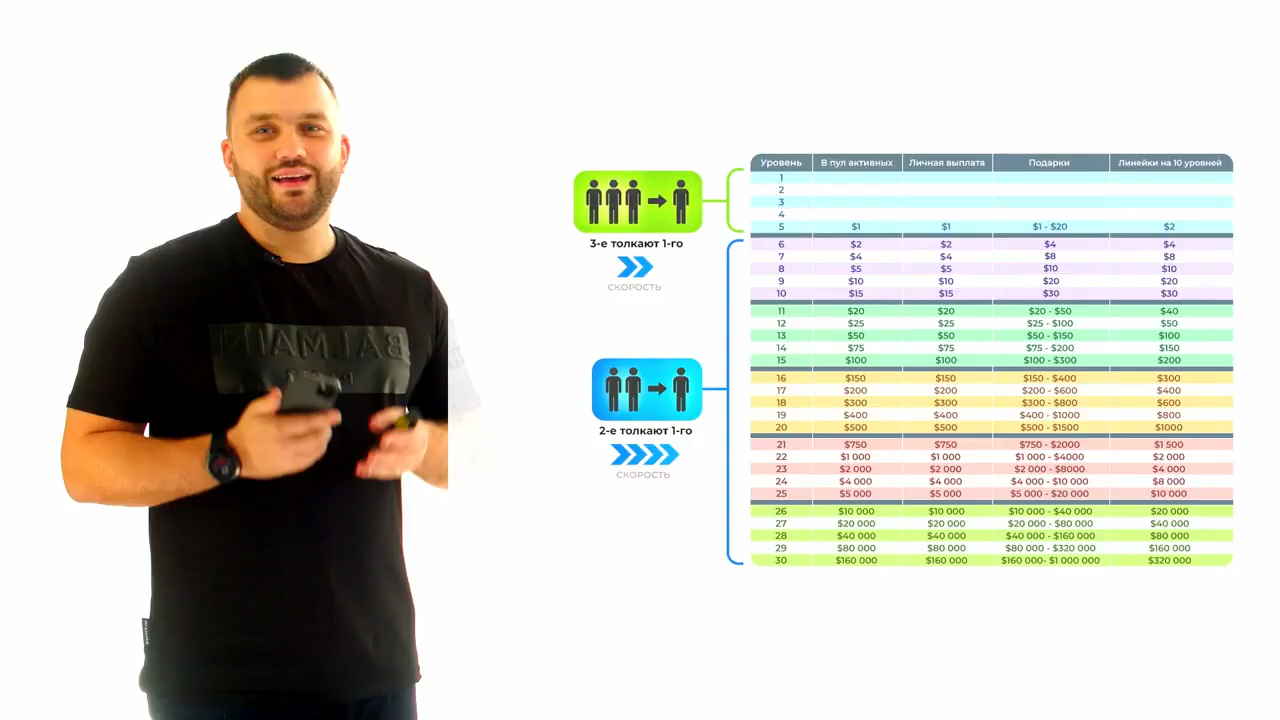 BALMAIN
PARIS
3-е толкают 1-го
СКОРОСТЬ
2-е толкают 1-го
СКОРОСТЬ
Уровень В пул активных Личная выплата Подарки Линейки на 10 уровней
1
2
3
4
5 $1 $1 $1 - $20 $2
6 $2 $2 $4 $4
7 $4 $4 $8 $8
8 $5 $5 $10 $10
9 $10 $10 $20 $20
10 $15 $15 $30 $30
11 $20 $20 $20 - $50 $40
12 $25 $25 $25 - $100 $50
13 $50 $50 $50 - $150 $100
14 $75 $75 $75 - $200 $150
15 $100 $100 $100 - $300 $200
16 $150 $150 $150 - $400 $300
17 $200 $200 $200 - $600 $400
18 $300 $300 $300 - $800 $600
19 $400 $400 $400 - $1000 $800
20 $500 $500 $500 - $1500 $1000
21 $750 $750 $750 - $2000 $1 500
22 $1 000 $1 000 $1 000 - $4000 $2 000
23 $2 000 $2 000 $2 000 - $8000 $4 000
24 $4 000 $4 000 $4 000 - $10 000 $8 000
25 $5 000 $5 000 $5 000 - $20 000 $10 000
26 $10 000 $10 000 $10 000 - $40 000 $20 000
27 $20 000 $20 000 $20 000 - $80 000 $40 000
28 $40 000 $40 000 $40 000 - $160 000 $80 000
29 $80 000 $80 000 $80 000 - $320 000 $160 000
30 $160 000 $160 000 $160 000- $1 000 000 $320 000